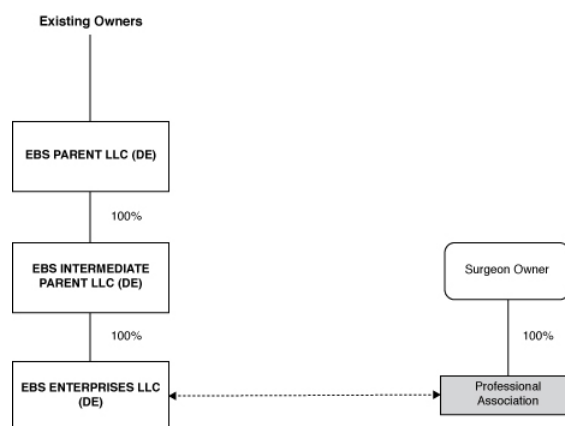 Existing Owners
EBS PARENT LLC (DE)
100%
EBS INTERMEDIATE
PARENT LLC (DE)
Surgeon Owner
100%
100%
EBS ENTERPRISES LLC
(DE)
Professional
Association